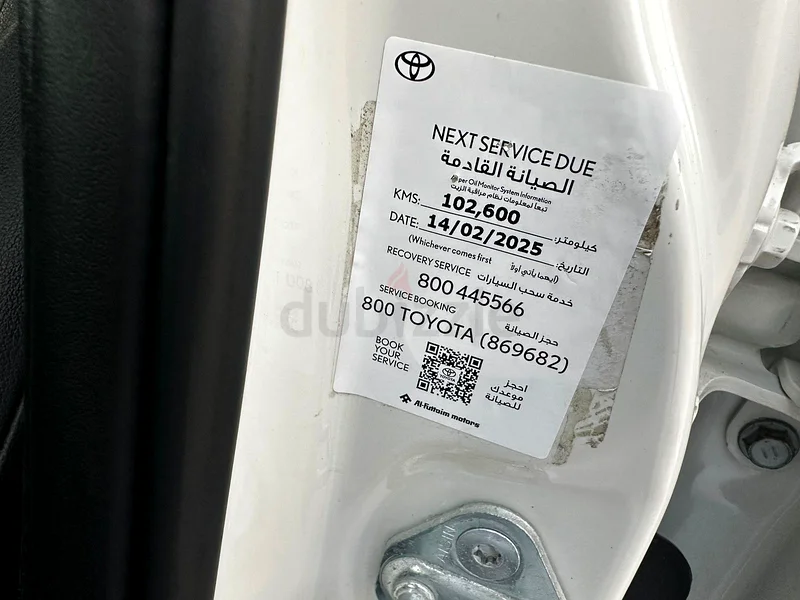 NEXT SERVICE DUE
الصيانة القادمة
As per Oil Monitor System Information
تبعاً لمعلومات نظام مراقبة الزيت
KMS: 102,600 كيلومتر:
DATE: 14/02/2025 التاريخ:
(Whichever comes first (أيهما يأتي أولاً
RECOVERY SERVICE خدمة سحب السيارات
800 445566
SERVICE BOOKING حجز الصيانة
800 TOYOTA (869682)
BOOK
YOUR
SERVICE
احجز
موعدك
للصيانة
Al-Futtaim motors
dubizzle